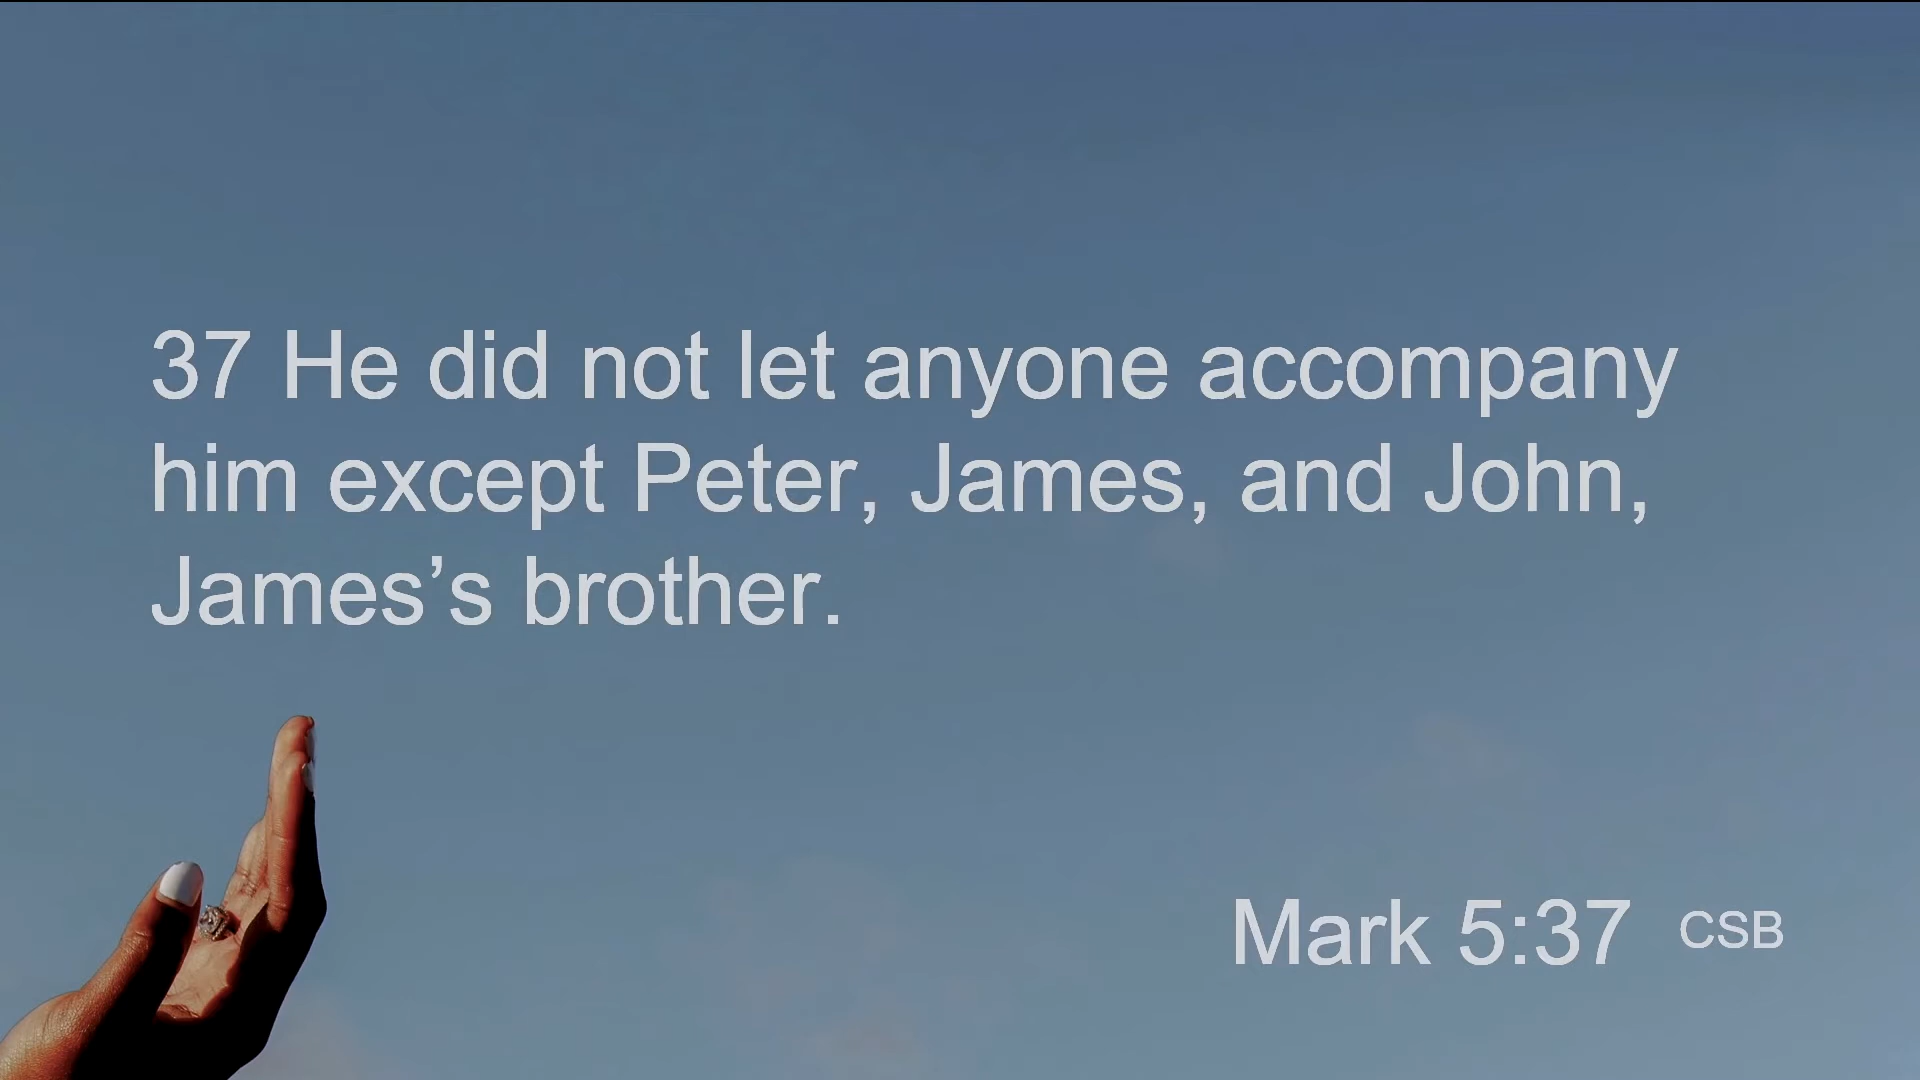 37 He did not let anyone accompany
him except Peter, James, and John,
James’s brother.
Mark 5:37 CSB